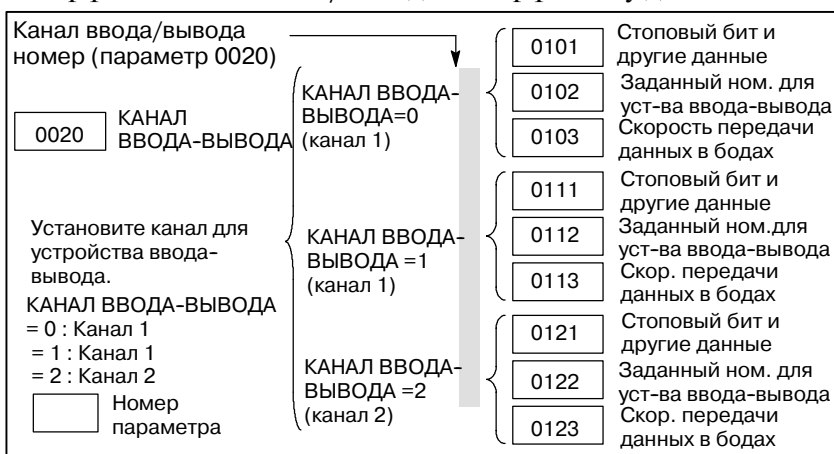 Канал ввода/вывода
номер (параметр 0020)
0020
КАНАЛ
ВВОДА-ВЫВОДА
Установите канал для
устройства ввода-
вывода.
КАНАЛ ВВОДА-ВЫВОДА
= 0 : Канал 1
= 1 : Канал 1
= 2 : Канал 2
Номер
параметра
КАНАЛ ВВОДА-
ВЫВОДА=0
(канал 1)
0101
Стоповый бит и
другие данные
0102
Заданный ном. для
уст-ва ввода-вывода
0103
Скорость передачи
данных в бодах
КАНАЛ ВВОДА-
ВЫВОДА =1
(канал 1)
0111
Стоповый бит и
другие данные
0112
Заданный ном.для
уст-ва ввода-вывода
0113
Скор. передачи
данных в бодах
КАНАЛ ВВОДА-
ВЫВОДА =2
(канал 2)
0121
Стоповый бит и
другие данные
0122
Заданный ном. для
уст-ва ввода-вывода
0123
Скор. передачи
данных в бодах